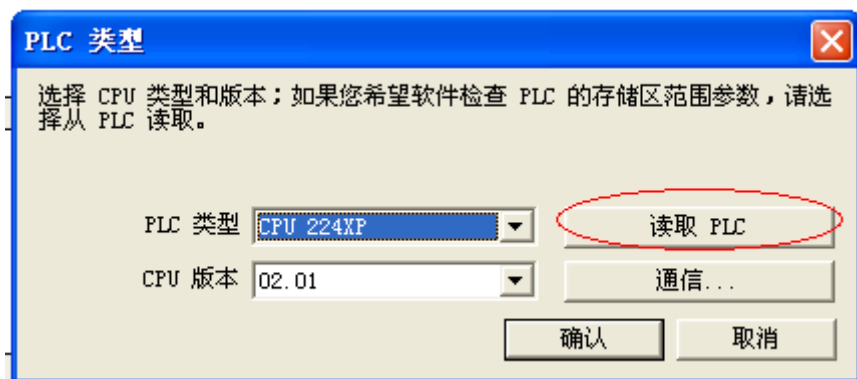 PLC 类型
选择 CPU 类型和版本；如果您希望软件检查 PLC 的存储区范围参数，请选
择从 PLC 读取。
PLC 类型 CPU 224XP 读取 PLC
CPU 版本 02.01 通信...
确认 取消